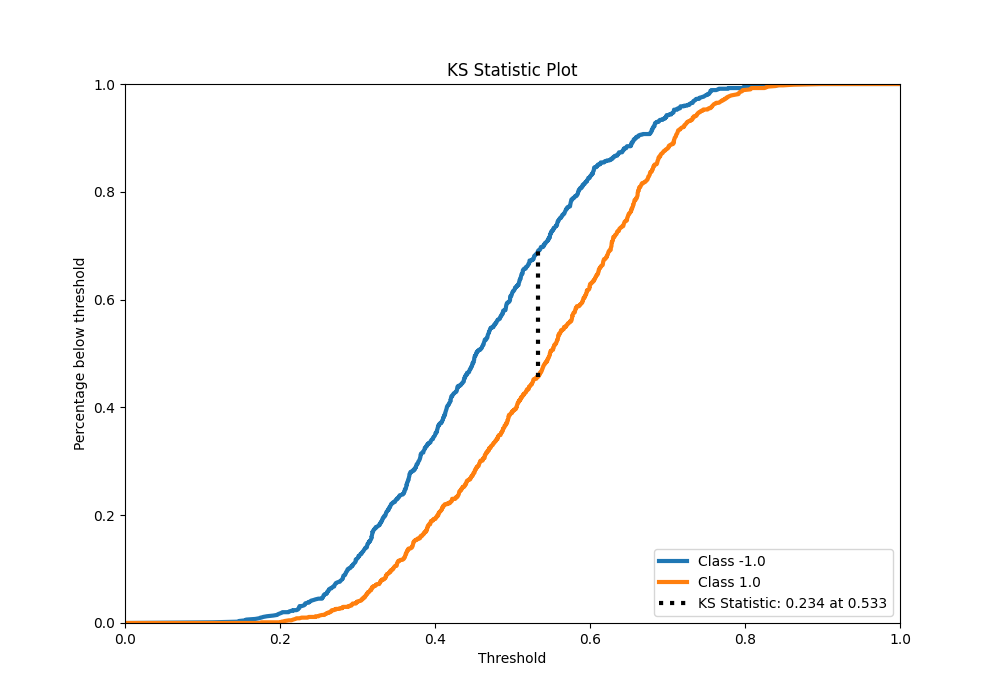 KS Statistic Plot
Percentage below threshold
1.0
0.8
0.6
0.4
0.2
0.0
0.0 0.2 0.4 0.6 0.8 1.0
Threshold
Class -1.0
Class 1.0
KS Statistic: 0.234 at 0.533